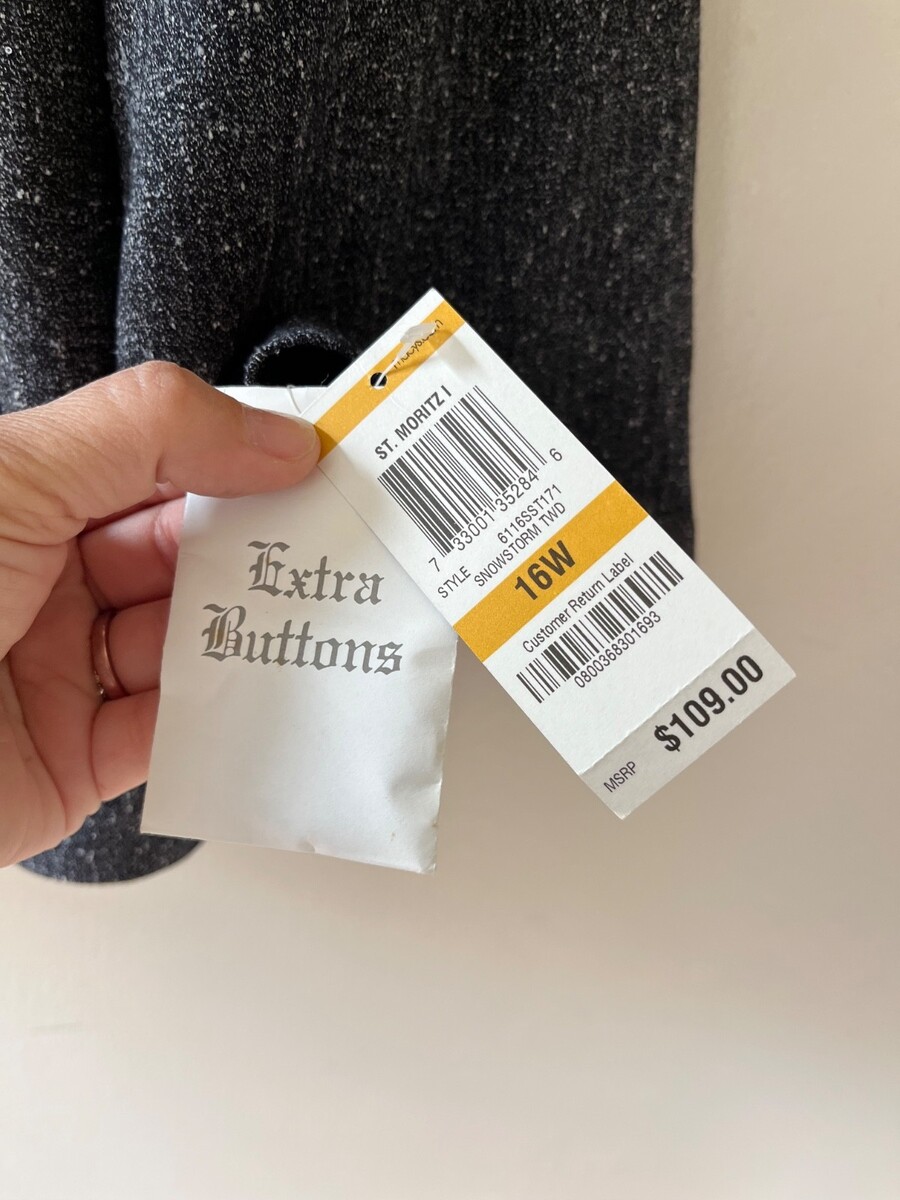 Extra
Buttons
ST. MORITZ I
7 33001 35284 6
STYLE 6116SST171
SNOWSTORM TWD
16W
Customer Return Label
0800368301693
MSRP $109.00